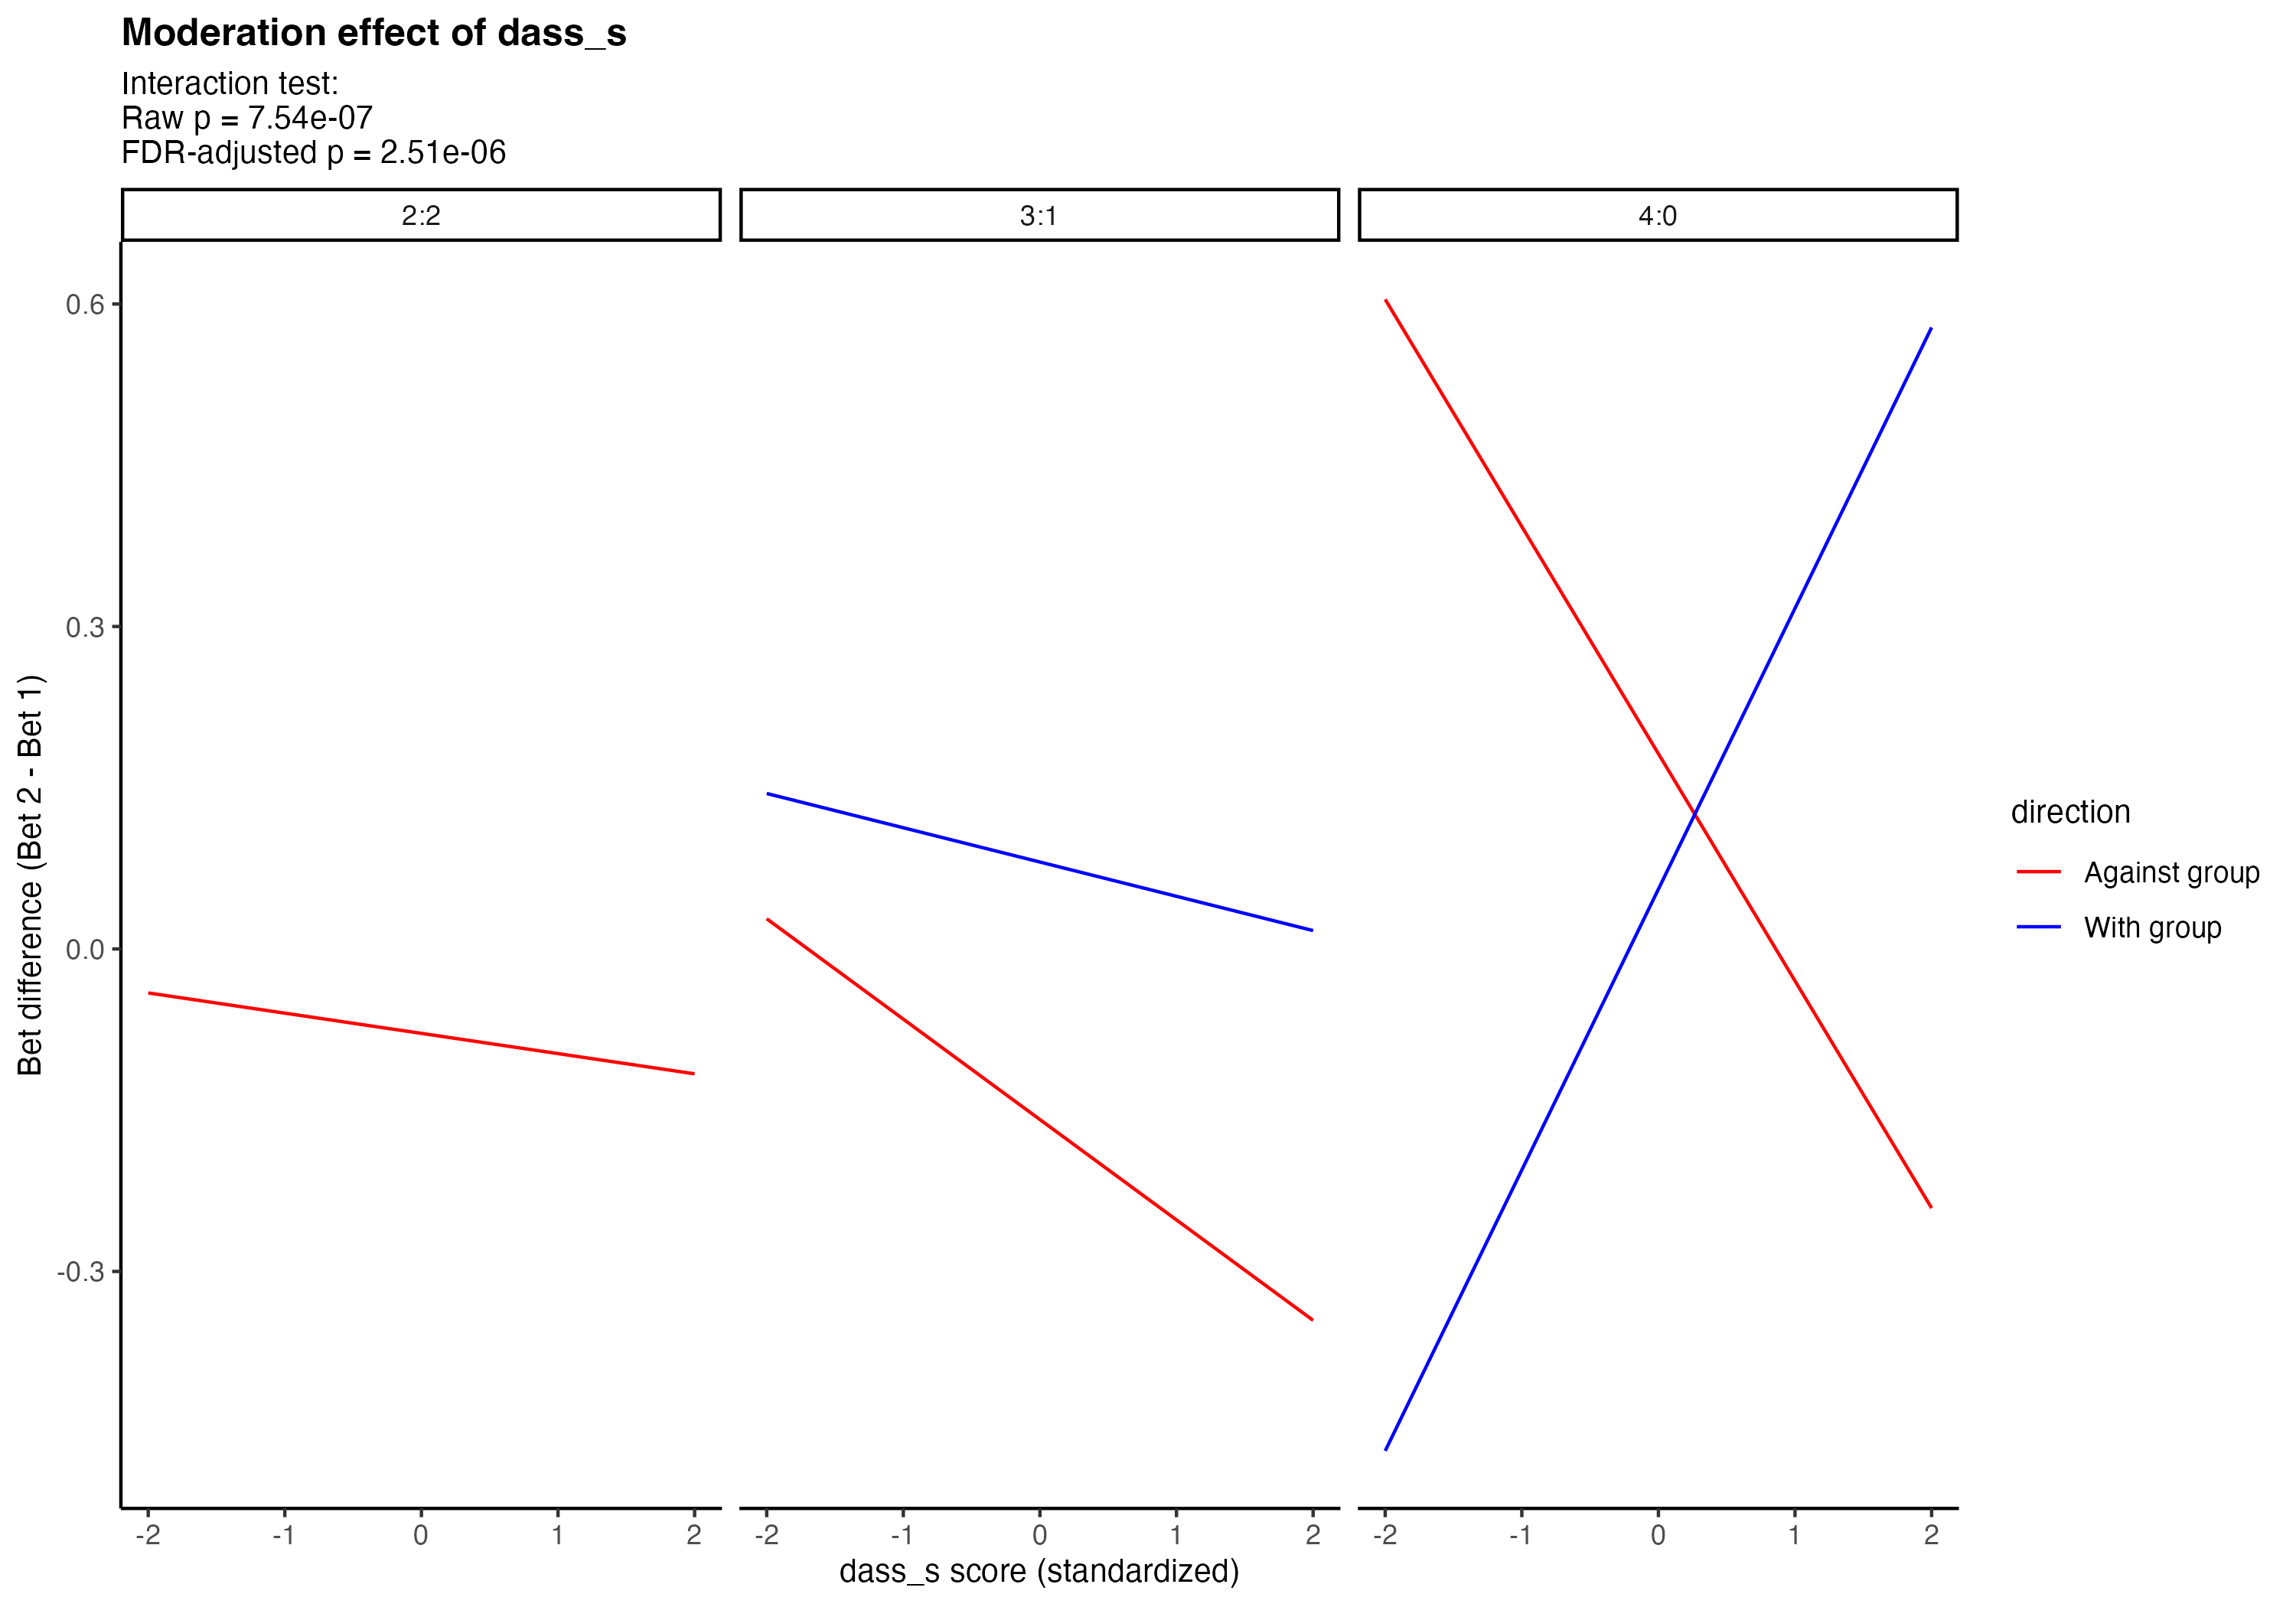 Moderation effect of dass_s
Interaction test:
Raw p = 7.54e-07
FDR-adjusted p = 2.51e-06
2:2
3:1
4:0
0.6
0.3
0.0
-0.3
Bet difference (Bet 2 - Bet 1)
-2 -1 0 1 2
-2 -1 0 1 2
-2 -1 0 1 2
dass_s score (standardized)
direction
Against group
With group